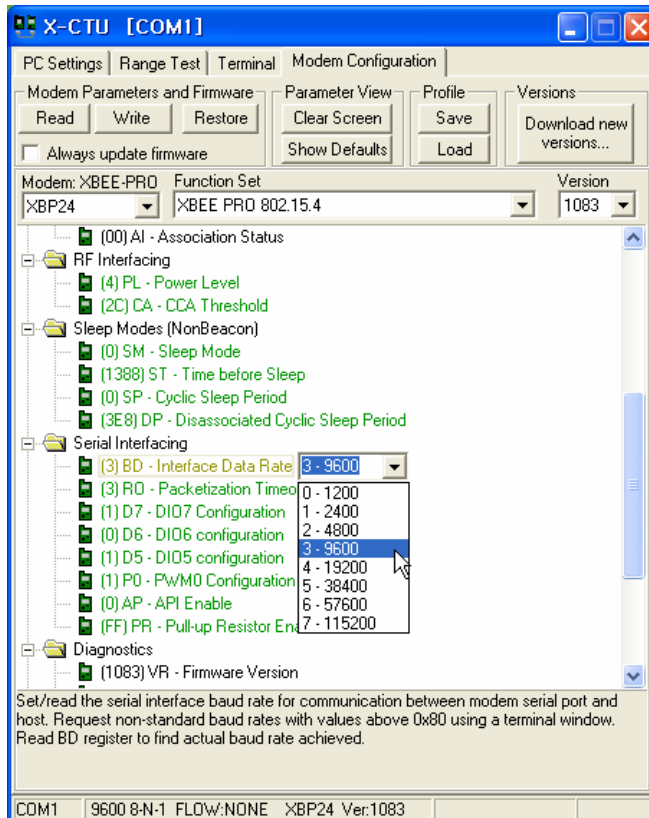 X-CTU [COM1]
PC Settings Range Test Terminal Modem Configuration
Modem Parameters and Firmware Parameter View Profile Versions
Read Write Restore Clear Screen Save Download new versions...
Always update firmware Show Defaults Load
Modem: XBEE-PRO Function Set Version
XBP24 XBEE PRO 802.15.4 1083
(00) AI - Association Status
RF Interfacing
(4) PL - Power Level
(2C) CA - CCA Threshold
Sleep Modes (NonBeacon)
(0) SM - Sleep Mode
(1388) ST - Time before Sleep
(0) SP - Cyclic Sleep Period
(3E8) DP - Disassociated Cyclic Sleep Period
Serial Interfacing
(3) BD - Interface Data Rate 3 - 9600
(3) RO - Packetization Timeo
(1) D7 - DIO7 Configuration
(0) D6 - DIO6 configuration
(1) D5 - DIO5 configuration
(1) P0 - PWM0 Configuration
(0) AP - API Enable
(FF) PR - Pull-up Resistor Ena
0 - 1200
1 - 2400
2 - 4800
3 - 9600
4 - 19200
5 - 38400
6 - 57600
7 - 115200
Diagnostics
(1083) VR - Firmware Version
Set/read the serial interface baud rate for communication between modem serial port and
host. Request non-standard baud rates with values above 0x80 using a terminal window.
Read BD register to find actual baud rate achieved.
COM1 9600 8-N-1 FLOW:NONE XBP24 Ver:1083